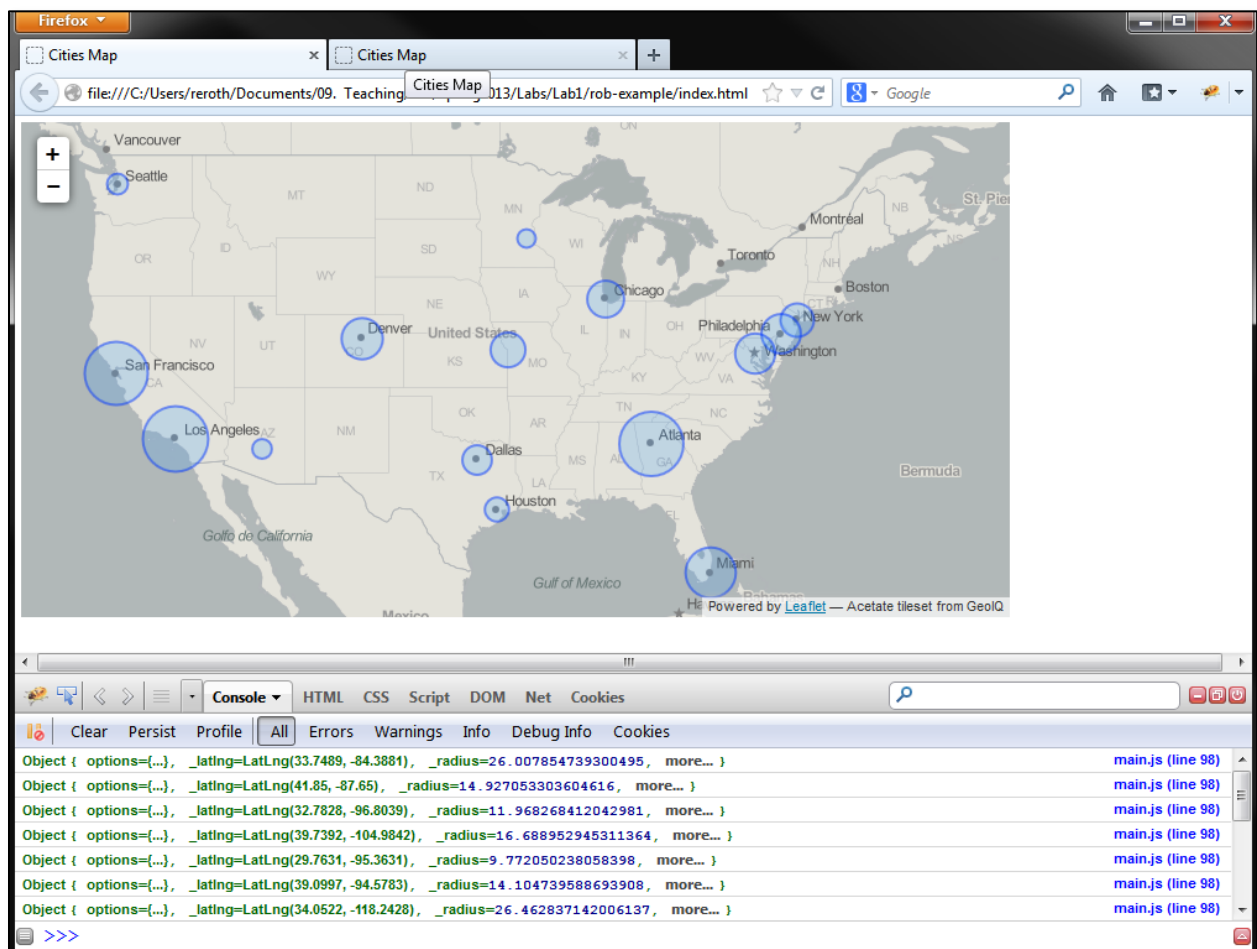 Firefox
Cities Map
Cities Map
Cities Map
file:///C:/Users/reroth/Documents/09. Teaching 013/Labs/Lab1/rob-example/index.html
Google
+
−
Vancouver
Seattle
ON
MT
ND
MN
OR
ID
SD
WI
WY
Toronto
Montréal
NB
St. Pie
NS
NH
Boston
CT
RI
New York
Chicago
IA
NE
NV
UT
Denver
CO
United States
KS
MO
IL
IN
OH
Philadelphia
WV
Washington
VA
KY
San Francisco
CA
Los Angeles
AZ
NM
OK
AR
TN
NC
Atlanta
GA
Dallas
TX
LA
MS
Houston
FL
Bermuda
Golfo de California
Gulf of Mexico
Miami
Bahamas
Mexico
Ha
Powered by Leaflet — Acetate tileset from GeoIQ
Console HTML CSS Script DOM Net Cookies
Clear Persist Profile All Errors Warnings Info Debug Info Cookies
Object { options={...}, _latlng=LatLng(33.7489, -84.3881), _radius=26.007854739300495, more... } main.js (line 98)
Object { options={...}, _latlng=LatLng(41.85, -87.65), _radius=14.927053303604616, more... } main.js (line 98)
Object { options={...}, _latlng=LatLng(32.7828, -96.8039), _radius=11.968268412042981, more... } main.js (line 98)
Object { options={...}, _latlng=LatLng(39.7392, -104.9842), _radius=16.688952945311364, more... } main.js (line 98)
Object { options={...}, _latlng=LatLng(29.7631, -95.3631), _radius=9.772050238058398, more... } main.js (line 98)
Object { options={...}, _latlng=LatLng(39.0997, -94.5783), _radius=14.104739588693908, more... } main.js (line 98)
Object { options={...}, _latlng=LatLng(34.0522, -118.2428), _radius=26.462837142006137, more... } main.js (line 98)
>>>